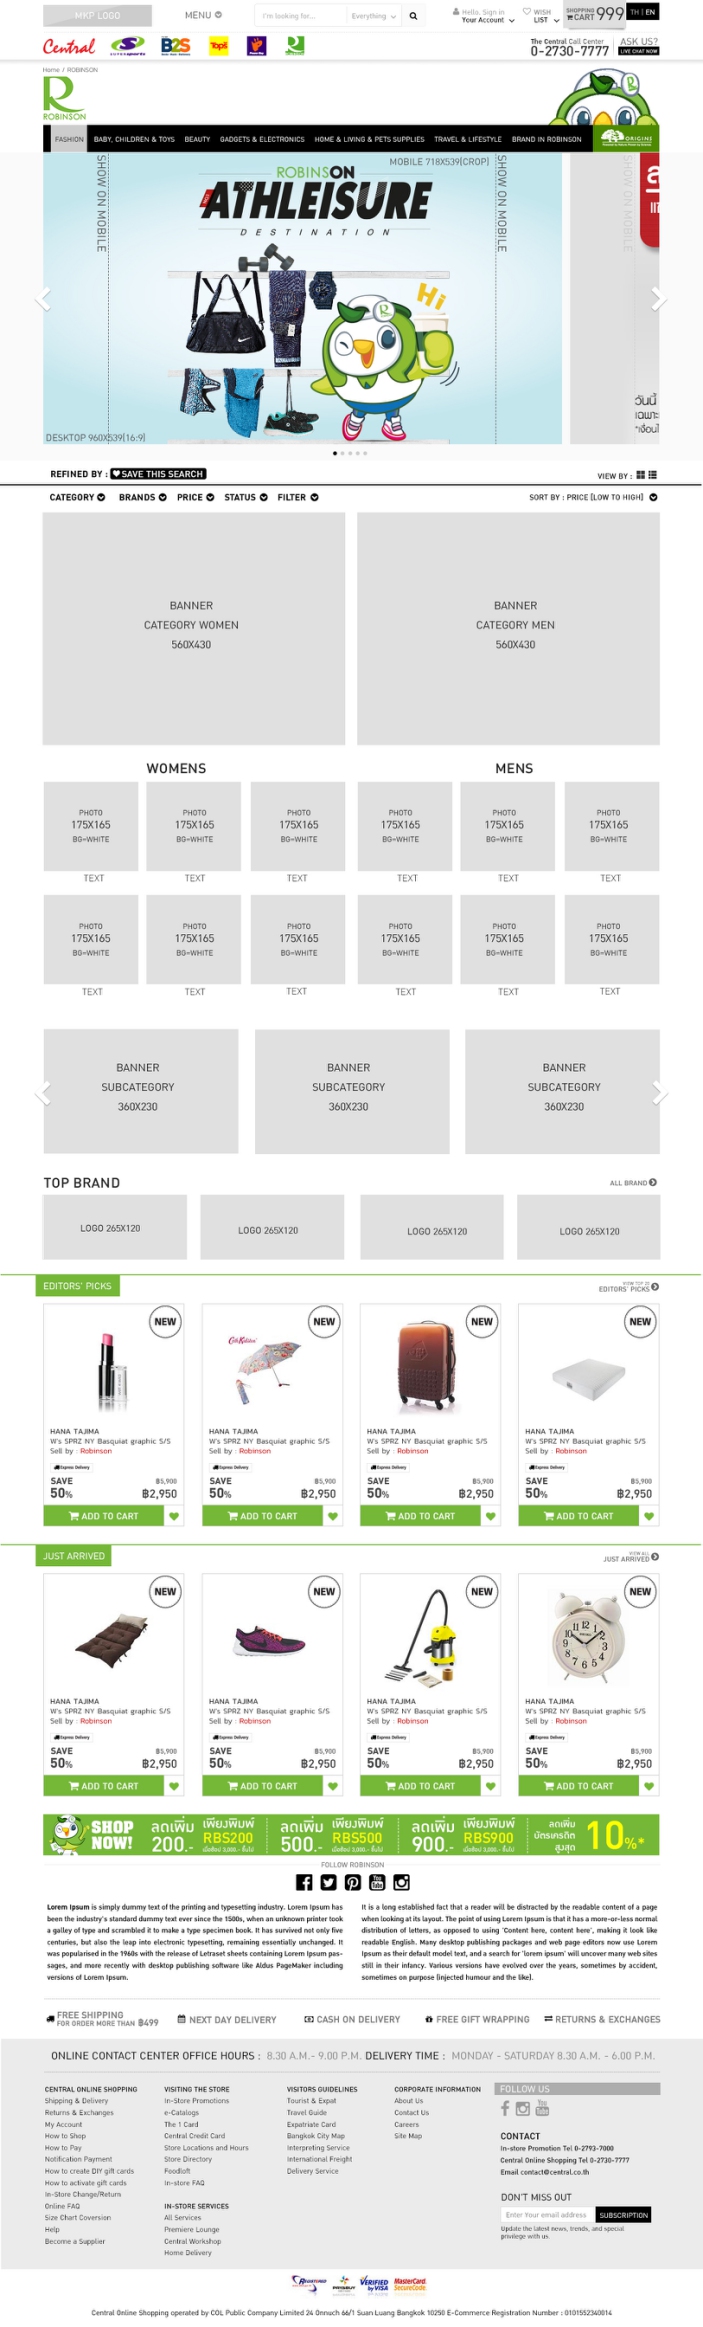 MKP LOGO
MENU
I'm looking for...
Everything
Hello, Sign in
Your Account
WISH
LIST
SHOPPING
CART
999
TH | EN
Central
SUPERSPORTS
B2S
Tops
The Central Call Center
0-2730-7777
ASK US?
LIVE CHAT NOW
Home / ROBINSON
R
ROBINSON
FASHION
BABY, CHILDREN & TOYS
BEAUTY
GADGETS & ELECTRONICS
HOME & LIVING & PETS SUPPLIES
TRAVEL & LIFESTYLE
BRAND IN ROBINSON
ORIGINS
SHOW ON MOBILE
MOBILE 718X539(CROP)
SHOW ON MOBILE
SHOW ON MOBILE
ROBINSON
ATHLEISURE
DESTINATION
Hi
วันนี้
เฉพาะ
*เงื่อนไ
DESKTOP 960X539(16:9)
REFINED BY :
SAVE THIS SEARCH
VIEW BY :
CATEGORY
BRANDS
PRICE
STATUS
FILTER
SORT BY : PRICE (LOW TO HIGH)
BANNER
CATEGORY WOMEN
560X430
BANNER
CATEGORY MEN
560X430
WOMENS
MENS
PHOTO
175X165
BG=WHITE
PHOTO
175X165
BG=WHITE
PHOTO
175X165
BG=WHITE
PHOTO
175X165
BG=WHITE
PHOTO
175X165
BG=WHITE
PHOTO
175X165
BG=WHITE
TEXT
TEXT
TEXT
TEXT
TEXT
TEXT
PHOTO
175X165
BG=WHITE
PHOTO
175X165
BG=WHITE
PHOTO
175X165
BG=WHITE
PHOTO
175X165
BG=WHITE
PHOTO
175X165
BG=WHITE
PHOTO
175X165
BG=WHITE
TEXT
TEXT
TEXT
TEXT
TEXT
TEXT
BANNER
SUBCATEGORY
360X230
BANNER
SUBCATEGORY
360X230
BANNER
SUBCATEGORY
360X230
TOP BRAND
ALL BRAND
LOGO 265X120
LOGO 265X120
LOGO 265X120
LOGO 265X120
EDITORS' PICKS
VIEW TOP 20
EDITORS' PICKS
NEW
HANA TAJIMA
W's SPRZ NY Basquiat graphic S/S
Sell by : Robinson
Express Delivery
SAVE
฿5,900
50%
฿2,950
ADD TO CART
NEW
Cath Kidston
HANA TAJIMA
W's SPRZ NY Basquiat graphic S/S
Sell by : Robinson
Express Delivery
SAVE
฿5,900
50%
฿2,950
ADD TO CART
NEW
HANA TAJIMA
W's SPRZ NY Basquiat graphic S/S
Sell by : Robinson
Express Delivery
SAVE
฿5,900
50%
฿2,950
ADD TO CART
NEW
HANA TAJIMA
W's SPRZ NY Basquiat graphic S/S
Sell by : Robinson
Express Delivery
SAVE
฿5,900
50%
฿2,950
ADD TO CART
JUST ARRIVED
VIEW ALL
JUST ARRIVED
NEW
HANA TAJIMA
W's SPRZ NY Basquiat graphic S/S
Sell by : Robinson
Express Delivery
SAVE
฿5,900
50%
฿2,950
ADD TO CART
NEW
HANA TAJIMA
W's SPRZ NY Basquiat graphic S/S
Sell by : Robinson
Express Delivery
SAVE
฿5,900
50%
฿2,950
ADD TO CART
NEW
HANA TAJIMA
W's SPRZ NY Basquiat graphic S/S
Sell by : Robinson
Express Delivery
SAVE
฿5,900
50%
฿2,950
ADD TO CART
NEW
HANA TAJIMA
W's SPRZ NY Basquiat graphic S/S
Sell by : Robinson
Express Delivery
SAVE
฿5,900
50%
฿2,950
ADD TO CART
SHOP
NOW!
ลดเพิ่ม
200.-
เพียงพิมพ์
RBS200
ลดเพิ่ม
500.-
เพียงพิมพ์
RBS500
ลดเพิ่ม
900.-
เพียงพิมพ์
RBS900
ลดเพิ่ม
บัตรเครดิต
สูงสุด
10%*
FOLLOW ROBINSON
Lorem Ipsum is simply dummy text of the printing and typesetting industry. Lorem Ipsum has
been the industry's standard dummy text ever since the 1500s, when an unknown printer took
a galley of type and scrambled it to make a type specimen book. It has survived not only five
centuries, but also the leap into electronic typesetting, remaining essentially unchanged. It
was popularised in the 1960s with the release of Letraset sheets containing Lorem Ipsum pas-
sages, and more recently with desktop publishing software like Aldus PageMaker including
versions of Lorem Ipsum.
It is a long established fact that a reader will be distracted by the readable content of a page
when looking at its layout. The point of using Lorem Ipsum is that it has a more-or-less normal
distribution of letters, as opposed to using 'Content here, content here', making it look like
readable English. Many desktop publishing packages and web page editors now use Lorem
Ipsum as their default model text, and a search for 'lorem ipsum' will uncover many web sites
still in their infancy. Various versions have evolved over the years, sometimes by accident,
sometimes on purpose (injected humour and the like).
FREE SHIPPING
FOR ORDER MORE THAN ฿499
NEXT DAY DELIVERY
CASH ON DELIVERY
FREE GIFT WRAPPING
RETURNS & EXCHANGES
ONLINE CONTACT CENTER OFFICE HOURS : 8.30 A.M.- 9.00 P.M. DELIVERY TIME : MONDAY - SATURDAY 8.30 A.M. - 6.00 P.M.
CENTRAL ONLINE SHOPPING
Shipping & Delivery
Returns & Exchanges
My Account
How to Shop
How to Pay
Notification Payment
How to create DIY gift cards
How to activate gift cards
In-Store Change/Return
Online FAQ
Size Chart Coversion
Help
Become a Supplier
VISITING THE STORE
In-Store Promotions
e-Catalogs
The 1 Card
Central Credit Card
Store Locations and Hours
Store Directory
Foodloft
In-store FAQ
IN-STORE SERVICES
All Services
Premiere Lounge
Central Workshop
Home Delivery
VISITORS GUIDELINES
Tourist & Expat
Travel Guide
Expatriate Card
Bangkok City Map
Interpreting Service
International Freight
Delivery Service
CORPORATE INFORMATION
About Us
Contact Us
Careers
Site Map
FOLLOW US
CONTACT
In-store Promotion Tel 0-2793-7000
Central Online Shopping Tel 0-2730-7777
Email contact@central.co.th
DON'T MISS OUT
Enter Your email address
SUBSCRIPTION
Update the latest news, trends, and special
privilege with us.
REGISTERED
PAYSBUY
VERIFIED
by VISA
MasterCard
SecureCode
Central Online Shopping operated by COL Public Company Limited 24 Onnuch 66/1 Suan Luang Bangkok 10250 E-Commerce Registration Number : 0101552340014